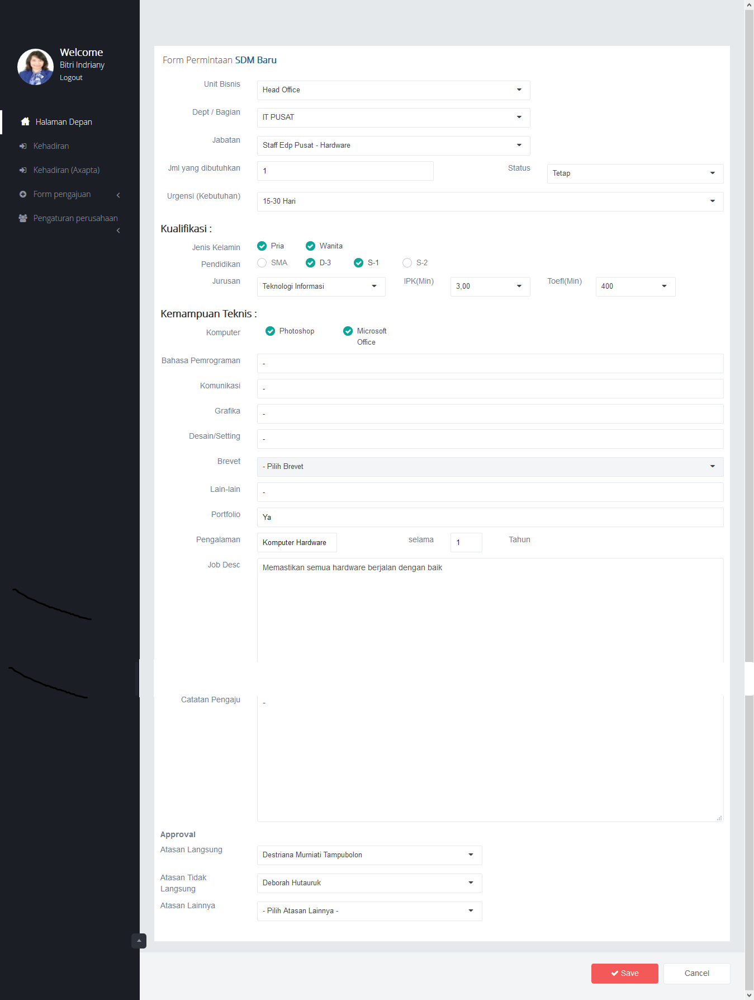 Welcome
Bitri Indriany
Logout
Halaman Depan
Kehadiran
Kehadiran (Axapta)
Form pengajuan
Pengaturan perusahaan
Form Permintaan SDM Baru
Unit Bisnis Head Office
Dept / Bagian IT PUSAT
Jabatan Staff Edp Pusat - Hardware
Jml yang dibutuhkan 1 Status Tetap
Urgensi (Kebutuhan) 15-30 Hari
Kualifikasi :
Jenis Kelamin Pria Wanita
Pendidikan SMA D-3 S-1 S-2
Jurusan Teknologi Informasi IPK(Min) 3,00 Toefl(Min) 400
Kemampuan Teknis :
Komputer Photoshop Microsoft
Office
Bahasa Pemrograman -
Komunikasi -
Grafika -
Desain/Setting -
Brevet - Pilih Brevet
Lain-lain -
Portfolio Ya
Pengalaman Komputer Hardware selama 1 Tahun
Job Desc Memastikan semua hardware berjalan dengan baik
Catatan Pengaju -
Approval
Atasan Langsung Destriana Murniati Tampubolon
Atasan Tidak
Langsung Deborah Hutauruk
Atasan Lainnya - Pilih Atasan Lainnya -
Save Cancel